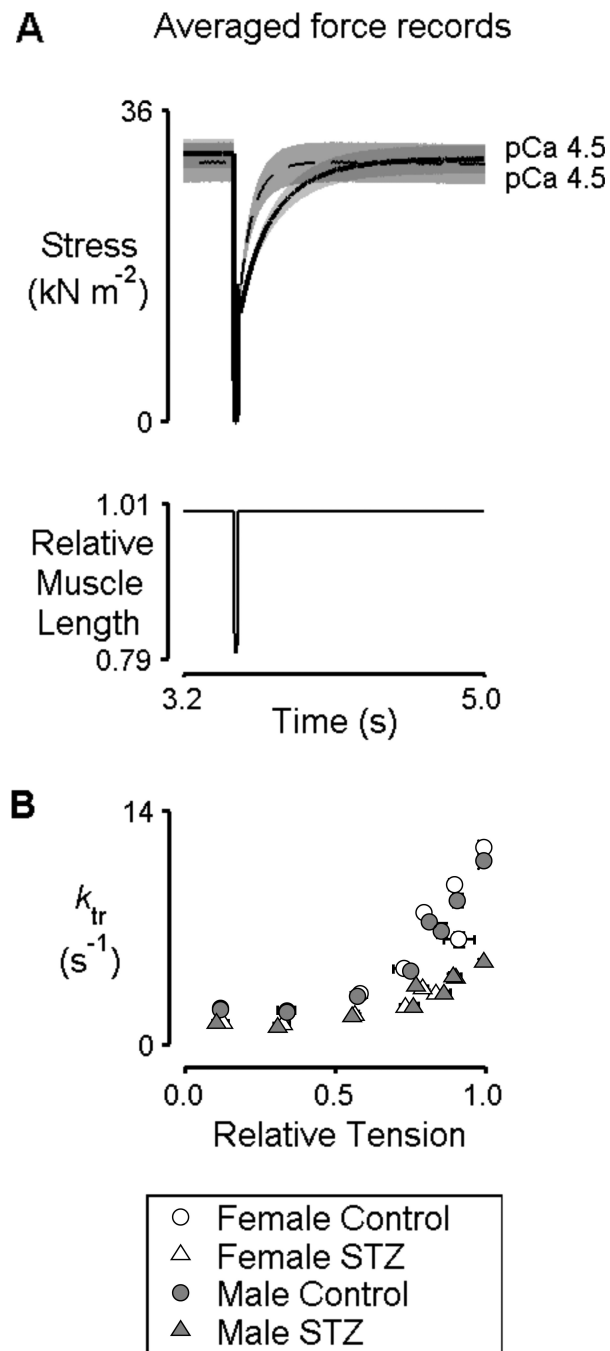 A Averaged force records
36
pCa 4.5
pCa 4.5
Stress
(kN m-2)
0
1.01
Relative
Muscle
Length
0.79
3.2 5.0
Time (s)
B
14
ktr
(s-1)
0
0.0 0.5 1.0
Relative Tension
Female Control
Female STZ
Male Control
Male STZ